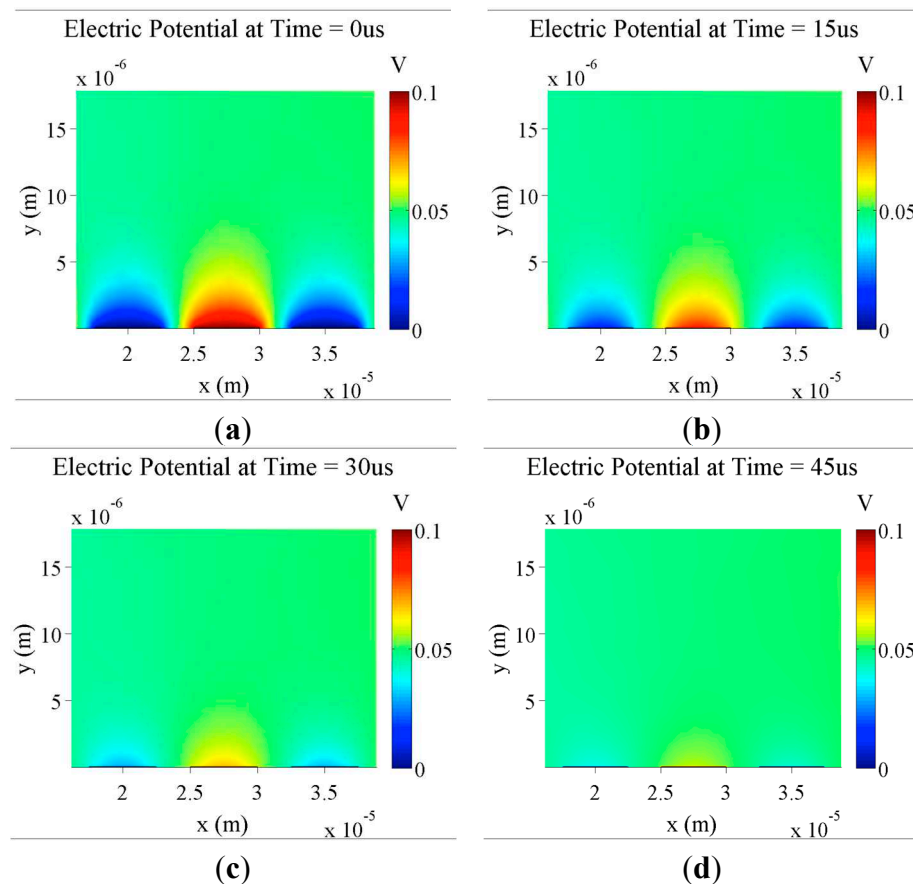 Electric Potential at Time = 0us
x 10⁻⁶
V
0.1
15
10
y (m)
0.05
5
0
2
2.5
3
3.5
x (m)
x 10⁻⁵
(a)
Electric Potential at Time = 15us
x 10⁻⁶
V
0.1
15
10
y (m)
0.05
5
0
2
2.5
3
3.5
x (m)
x 10⁻⁵
(b)
Electric Potential at Time = 30us
x 10⁻⁶
V
0.1
15
10
y (m)
0.05
5
0
2
2.5
3
3.5
x (m)
x 10⁻⁵
(c)
Electric Potential at Time = 45us
x 10⁻⁶
V
0.1
15
10
y (m)
0.05
5
0
2
2.5
3
3.5
x (m)
x 10⁻⁵
(d)